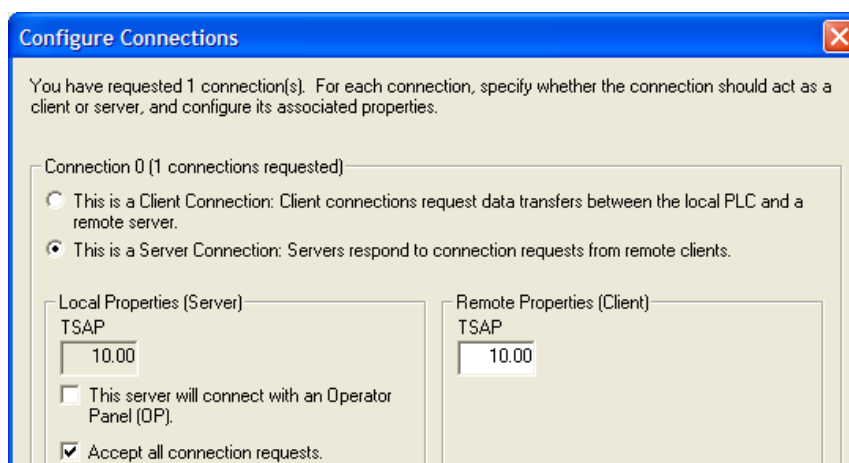 Configure Connections
You have requested 1 connection(s).  For each connection, specify whether the connection should act as a
client or server, and configure its associated properties.
Connection 0 (1 connections requested)
This is a Client Connection: Client connections request data transfers between the local PLC and a
remote server.
This is a Server Connection: Servers respond to connection requests from remote clients.
Local Properties (Server)
TSAP
10.00
This server will connect with an Operator
Panel (OP).
Accept all connection requests.
Remote Properties (Client)
TSAP
10.00